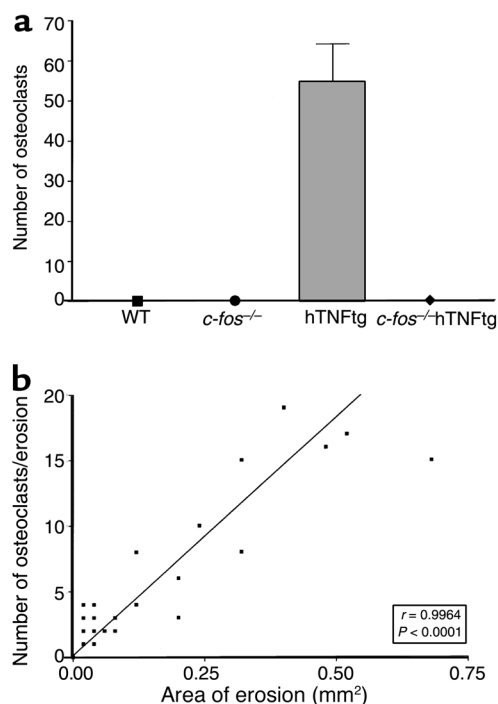 a
Number of osteoclasts
70
60
50
40
30
20
10
0
WT
c-fos–/–
hTNFtg
c-fos–/–hTNFtg
b
Number of osteoclasts/erosion
20
15
10
5
0
r = 0.9964
P < 0.0001
0.00
0.25
0.50
0.75
Area of erosion (mm²)